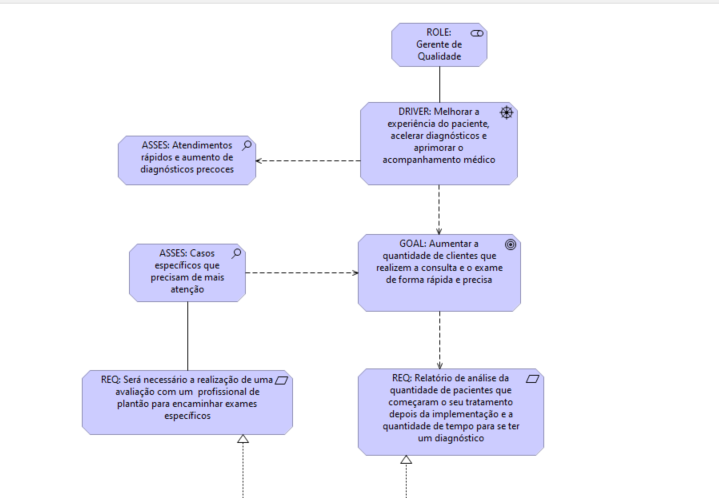 ROLE:
Gerente de
Qualidade
DRIVER: Melhorar a
experiência do paciente,
acelerar diagnósticos e
aprimorar o
acompanhamento médico
ASSES: Atendimentos
rápidos e aumento de
diagnósticos precoces
GOAL: Aumentar a
quantidade de clientes que
realizem a consulta e o exame
de forma rápida e precisa
ASSES: Casos
específicos que
precisam de mais
atenção
REQ: Será necessário a realização de uma
avaliação com um profissional de
plantão para encaminhar exames
específicos
REQ: Relatório de análise da
quantidade de pacientes que
começaram o seu tratamento
depois da implementação e a
quantidade de tempo para se ter
um diagnóstico